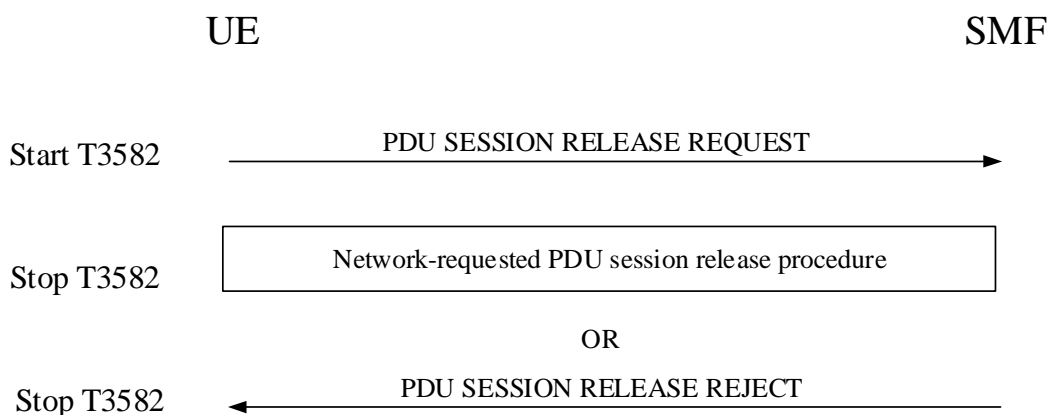 UE SMF
Start T3582 PDU SESSION RELEASE REQUEST
Stop T3582 Network-requested PDU session release procedure
OR
Stop T3582 PDU SESSION RELEASE REJECT